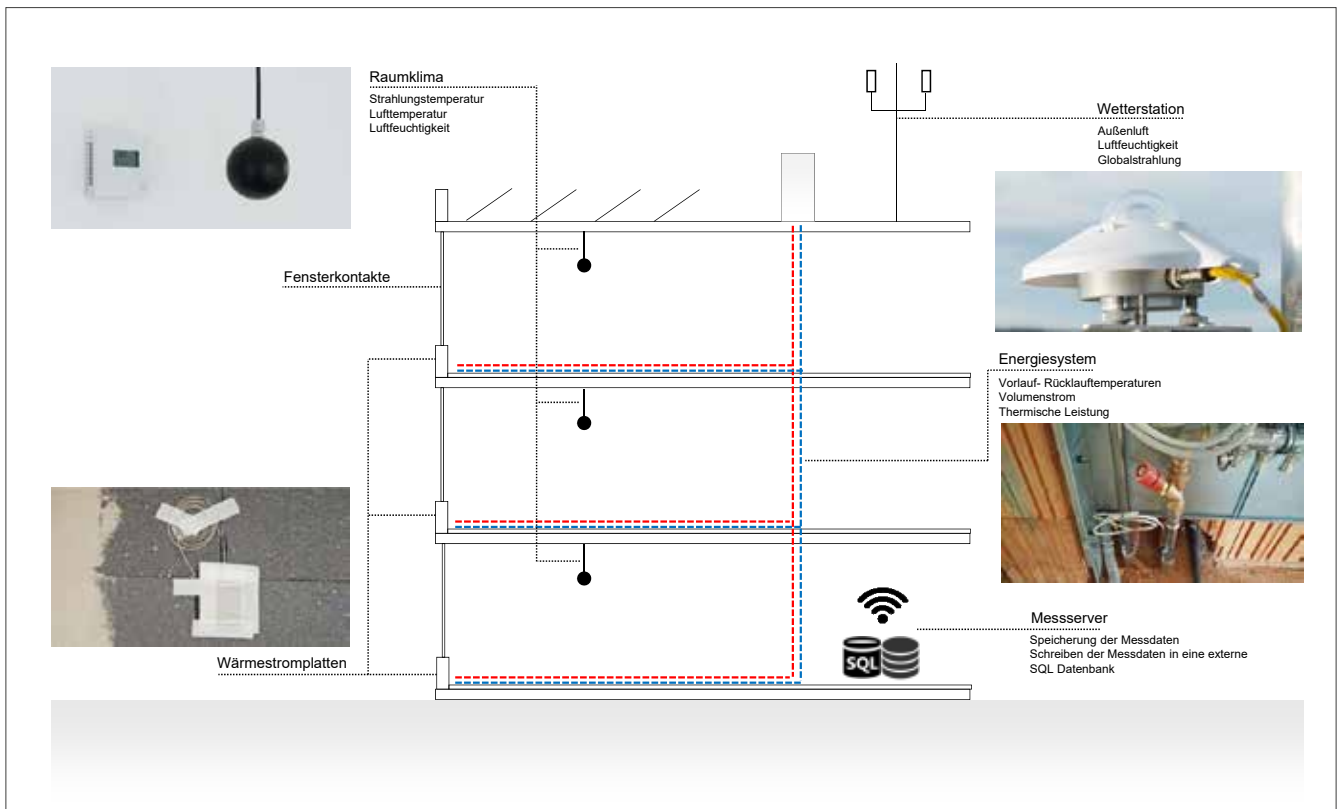 Raumklima
Strahlungstemperatur
Lufttemperatur
Luftfeuchtigkeit
Wetterstation
Außenluft
Luftfeuchtigkeit
Globalstrahlung
Fensterkontakte
Energiesystem
Vorlauf- Rücklauftemperaturen
Volumenstrom
Thermische Leistung
Wärmestromplatten
Messserver
Speicherung der Messdaten
Schreiben der Messdaten in eine externe
SQL Datenbank
SQL